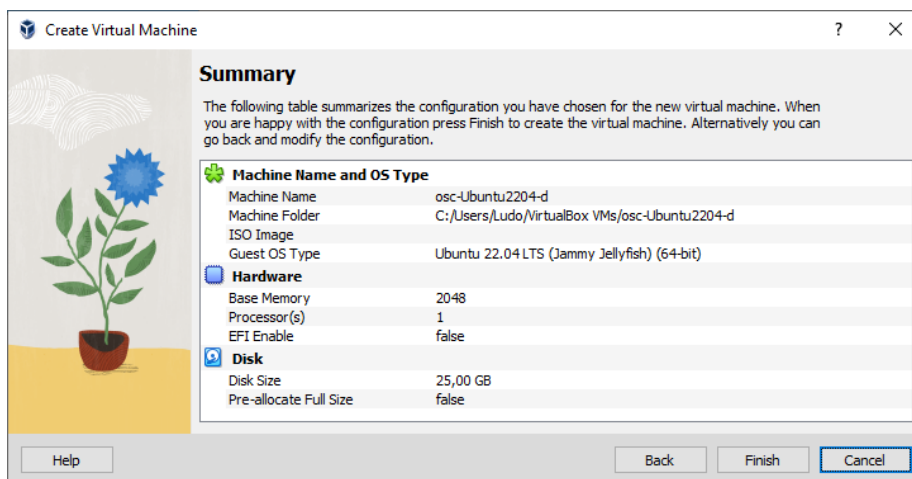 Create Virtual Machine
?
Summary
The following table summarizes the configuration you have chosen for the new virtual machine. When
you are happy with the configuration press Finish to create the virtual machine. Alternatively you can
go back and modify the configuration.
Machine Name and OS Type
Machine Name osc-Ubuntu2204-d
Machine Folder C:/Users/Ludo/VirtualBox VMs/osc-Ubuntu2204-d
ISO Image
Guest OS Type Ubuntu 22.04 LTS (Jammy Jellyfish) (64-bit)
Hardware
Base Memory 2048
Processor(s) 1
EFI Enable false
Disk
Disk Size 25,00 GB
Pre-allocate Full Size false
Help Back Finish Cancel